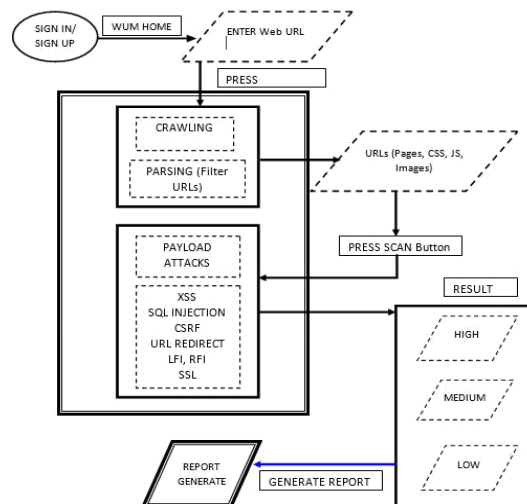 SIGN IN/
SIGN UP
WUM HOME
ENTER Web URL
PRESS
CRAWLING
PARSING (Filter
URLs)
URLs (Pages, CSS, JS,
Images)
PRESS SCAN Button
PAYLOAD
ATTACKS
XSS
SQL INJECTION
CSRF
URL REDIRECT
LFI, RFI
SSL
RESULT
HIGH
MEDIUM
LOW
GENERATE REPORT
REPORT
GENERATE